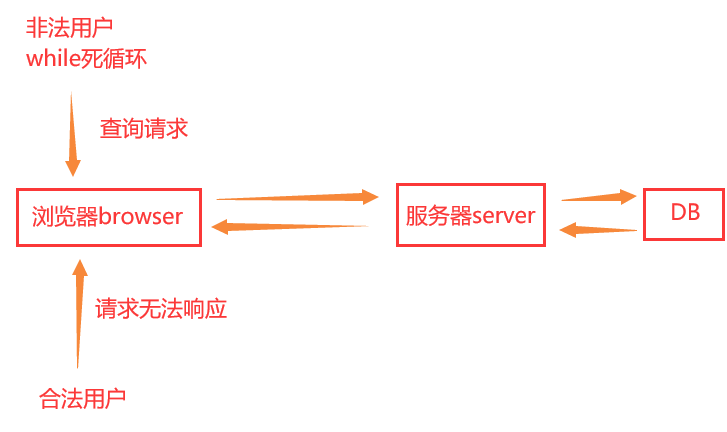 非法用户
while死循环
查询请求
浏览器browser
服务器server
DB
请求无法响应
合法用户